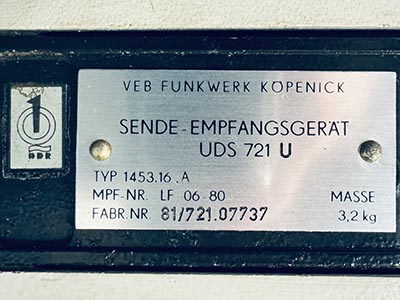 VEB FUNKWERK KÖPENICK
SENDE-EMPFANGSGERÄT
UDS 721 U
TYP 1453.16 A
MPF-NR. LF 06-80
FABR.NR. 81/721.07737
MASSE
3,2 kg
1
DDR